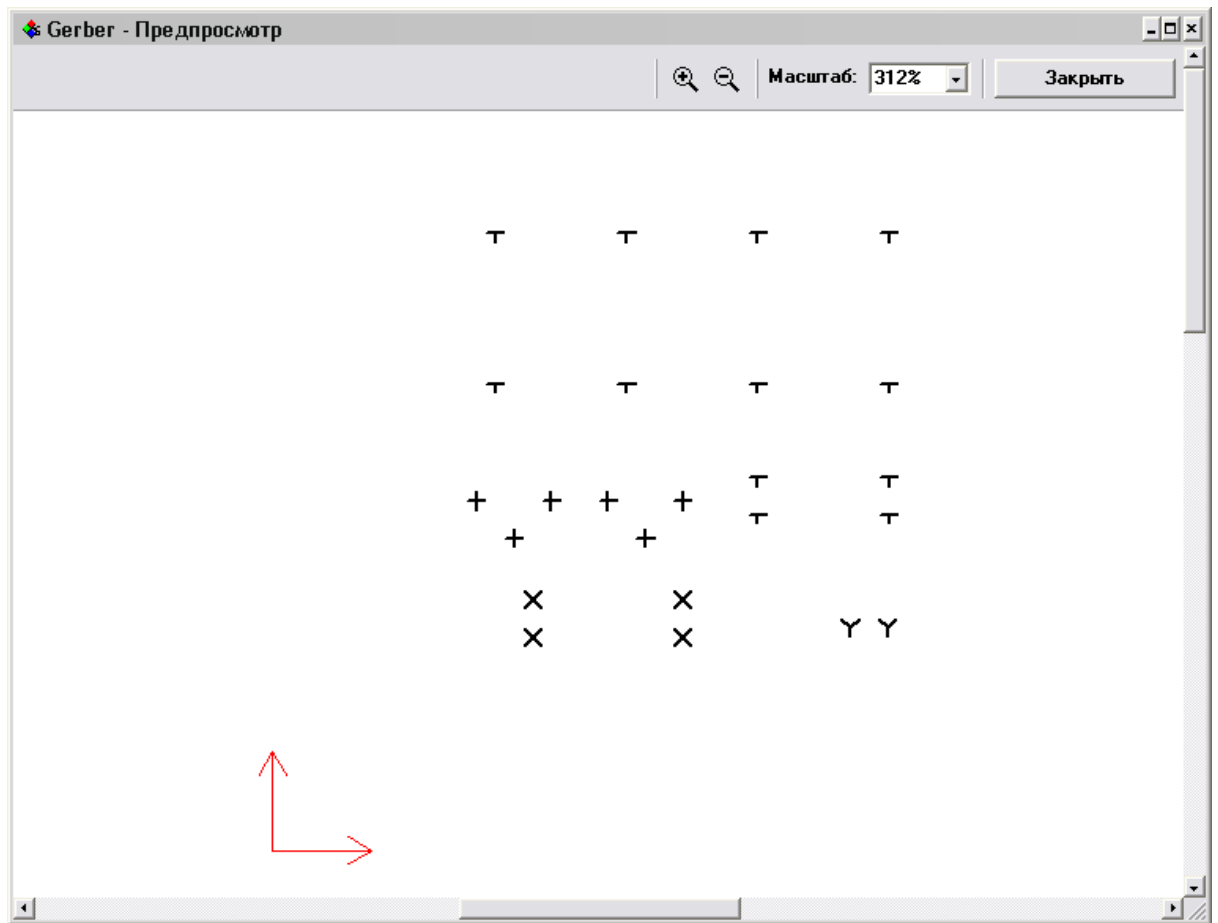 Gerber - Предпросмотр
Масштаб: 312% Закрыть
T T T T
T T T T
T T
+ + + +
T T
+ +
X X
Y Y
X X